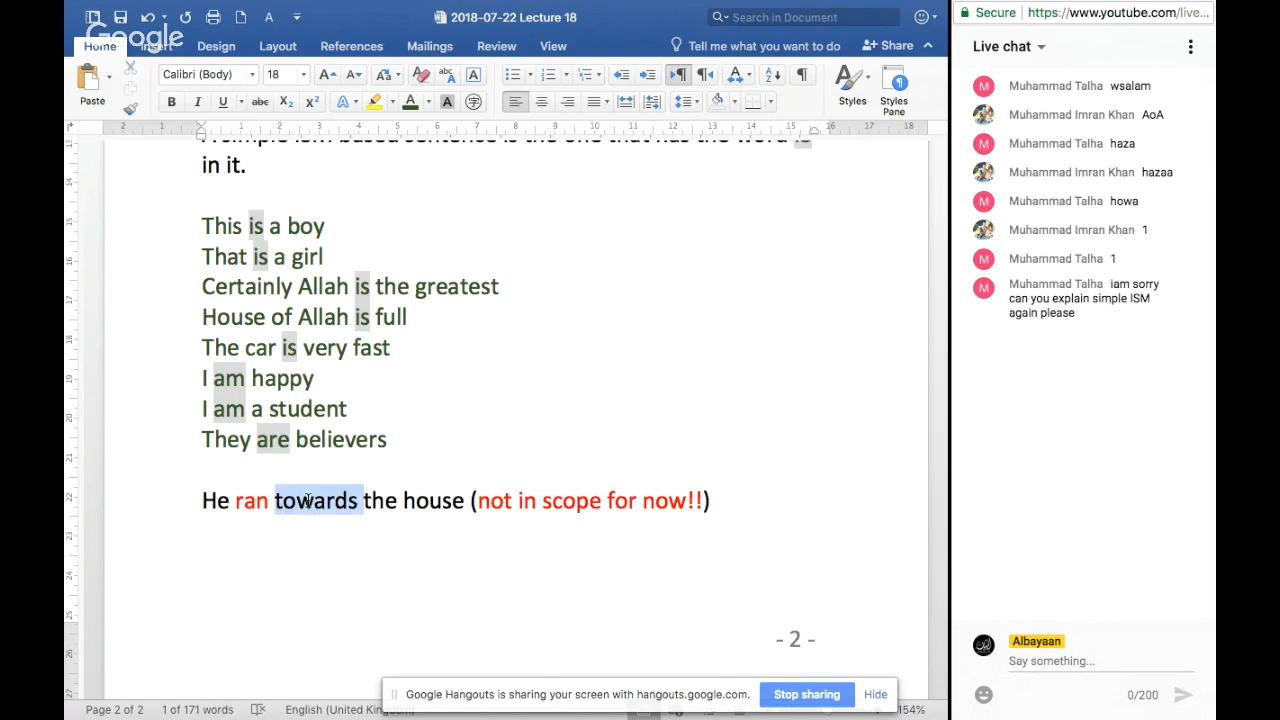 2018-07-22 Lecture 18
Search in Document
Google
Home Insert Design Layout References Mailings Review View
Tell me what you want to do
Share
Paste
Calibri (Body) 18
Styles
Styles Pane
in it.
This is a boy
That is a girl
Certainly Allah is the greatest
House of Allah is full
The car is very fast
I am happy
I am a student
They are believers
He ran towards the house (not in scope for now!!)
- 2 -
Google Hangouts is sharing your screen with hangouts.google.com. Stop sharing Hide
Page 2 of 2 1 of 171 words English (United Kingdom) 154%
Secure https://www.youtube.com/live...
Live chat
Muhammad Talha wsalam
Muhammad Imran Khan AoA
Muhammad Talha haza
Muhammad Imran Khan hazaa
Muhammad Talha howa
Muhammad Imran Khan 1
Muhammad Talha 1
Muhammad Talha iam sorry
can you explain simple ISM
again please
Albayaan
Say something...
0/200